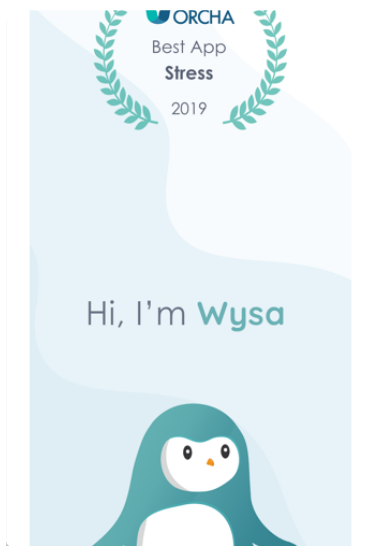 ORCHA
Best App
Stress
2019
Hi, I'm Wysa